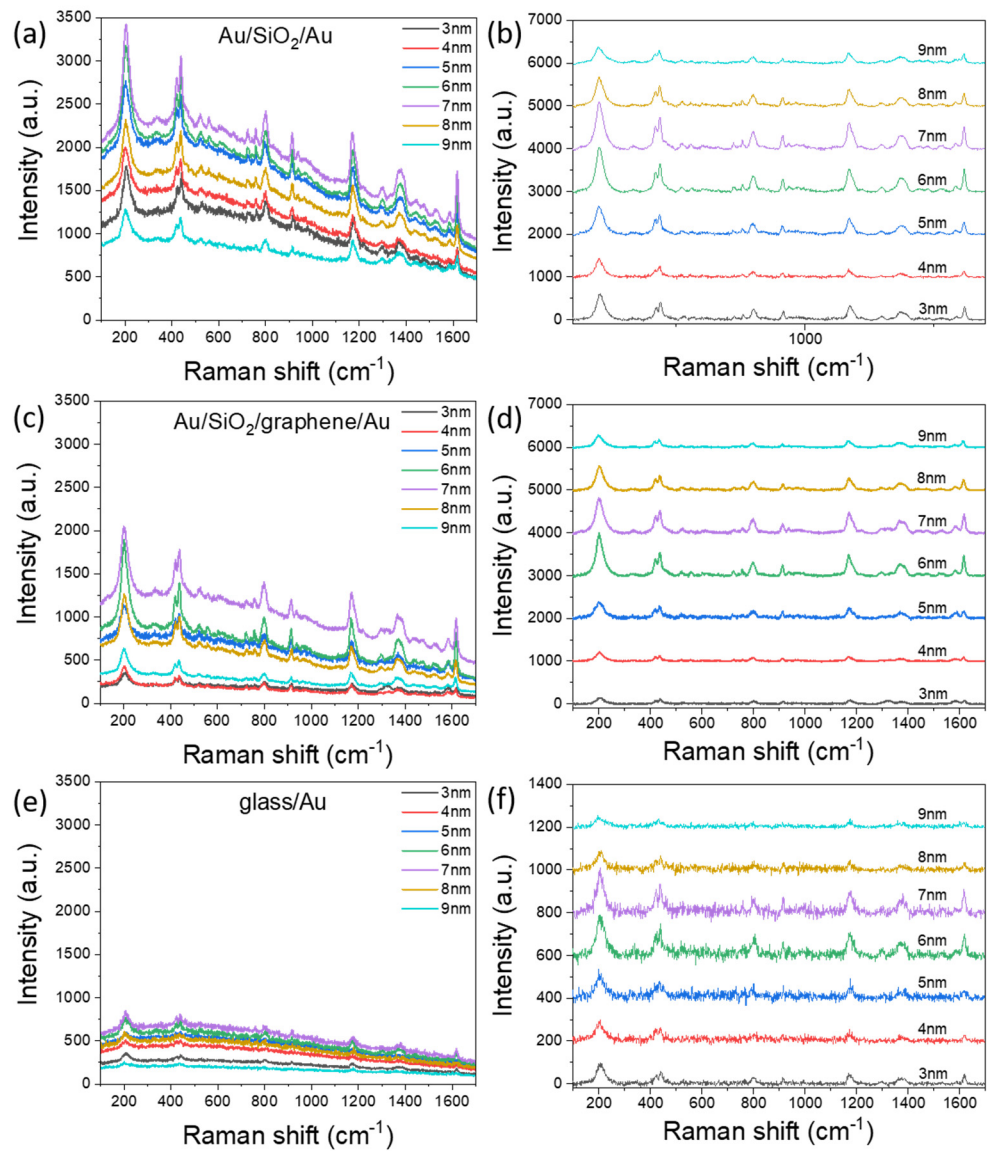 (a)
Au/SiO2/Au
3nm
4nm
5nm
6nm
7nm
8nm
9nm
3500
3000
2500
2000
1500
1000
500
0
Intensity (a.u.)
200 400 600 800 1000 1200 1400 1600
Raman shift (cm-1)
(b)
7000
6000
5000
4000
3000
2000
1000
0
Intensity (a.u.)
9nm
8nm
7nm
6nm
5nm
4nm
3nm
1000
Raman shift (cm-1)
(c)
Au/SiO2/graphene/Au
3nm
4nm
5nm
6nm
7nm
8nm
9nm
3500
3000
2500
2000
1500
1000
500
0
Intensity (a.u.)
200 400 600 800 1000 1200 1400 1600
Raman shift (cm-1)
(d)
7000
6000
5000
4000
3000
2000
1000
0
Intensity (a.u.)
9nm
8nm
7nm
6nm
5nm
4nm
3nm
200 400 600 800 1000 1200 1400 1600
Raman shift (cm-1)
(e)
glass/Au
3nm
4nm
5nm
6nm
7nm
8nm
9nm
3500
3000
2500
2000
1500
1000
500
0
Intensity (a.u.)
200 400 600 800 1000 1200 1400 1600
Raman shift (cm-1)
(f)
1400
1200
1000
800
600
400
200
0
Intensity (a.u.)
9nm
8nm
7nm
6nm
5nm
4nm
3nm
200 400 600 800 1000 1200 1400 1600
Raman shift (cm-1)